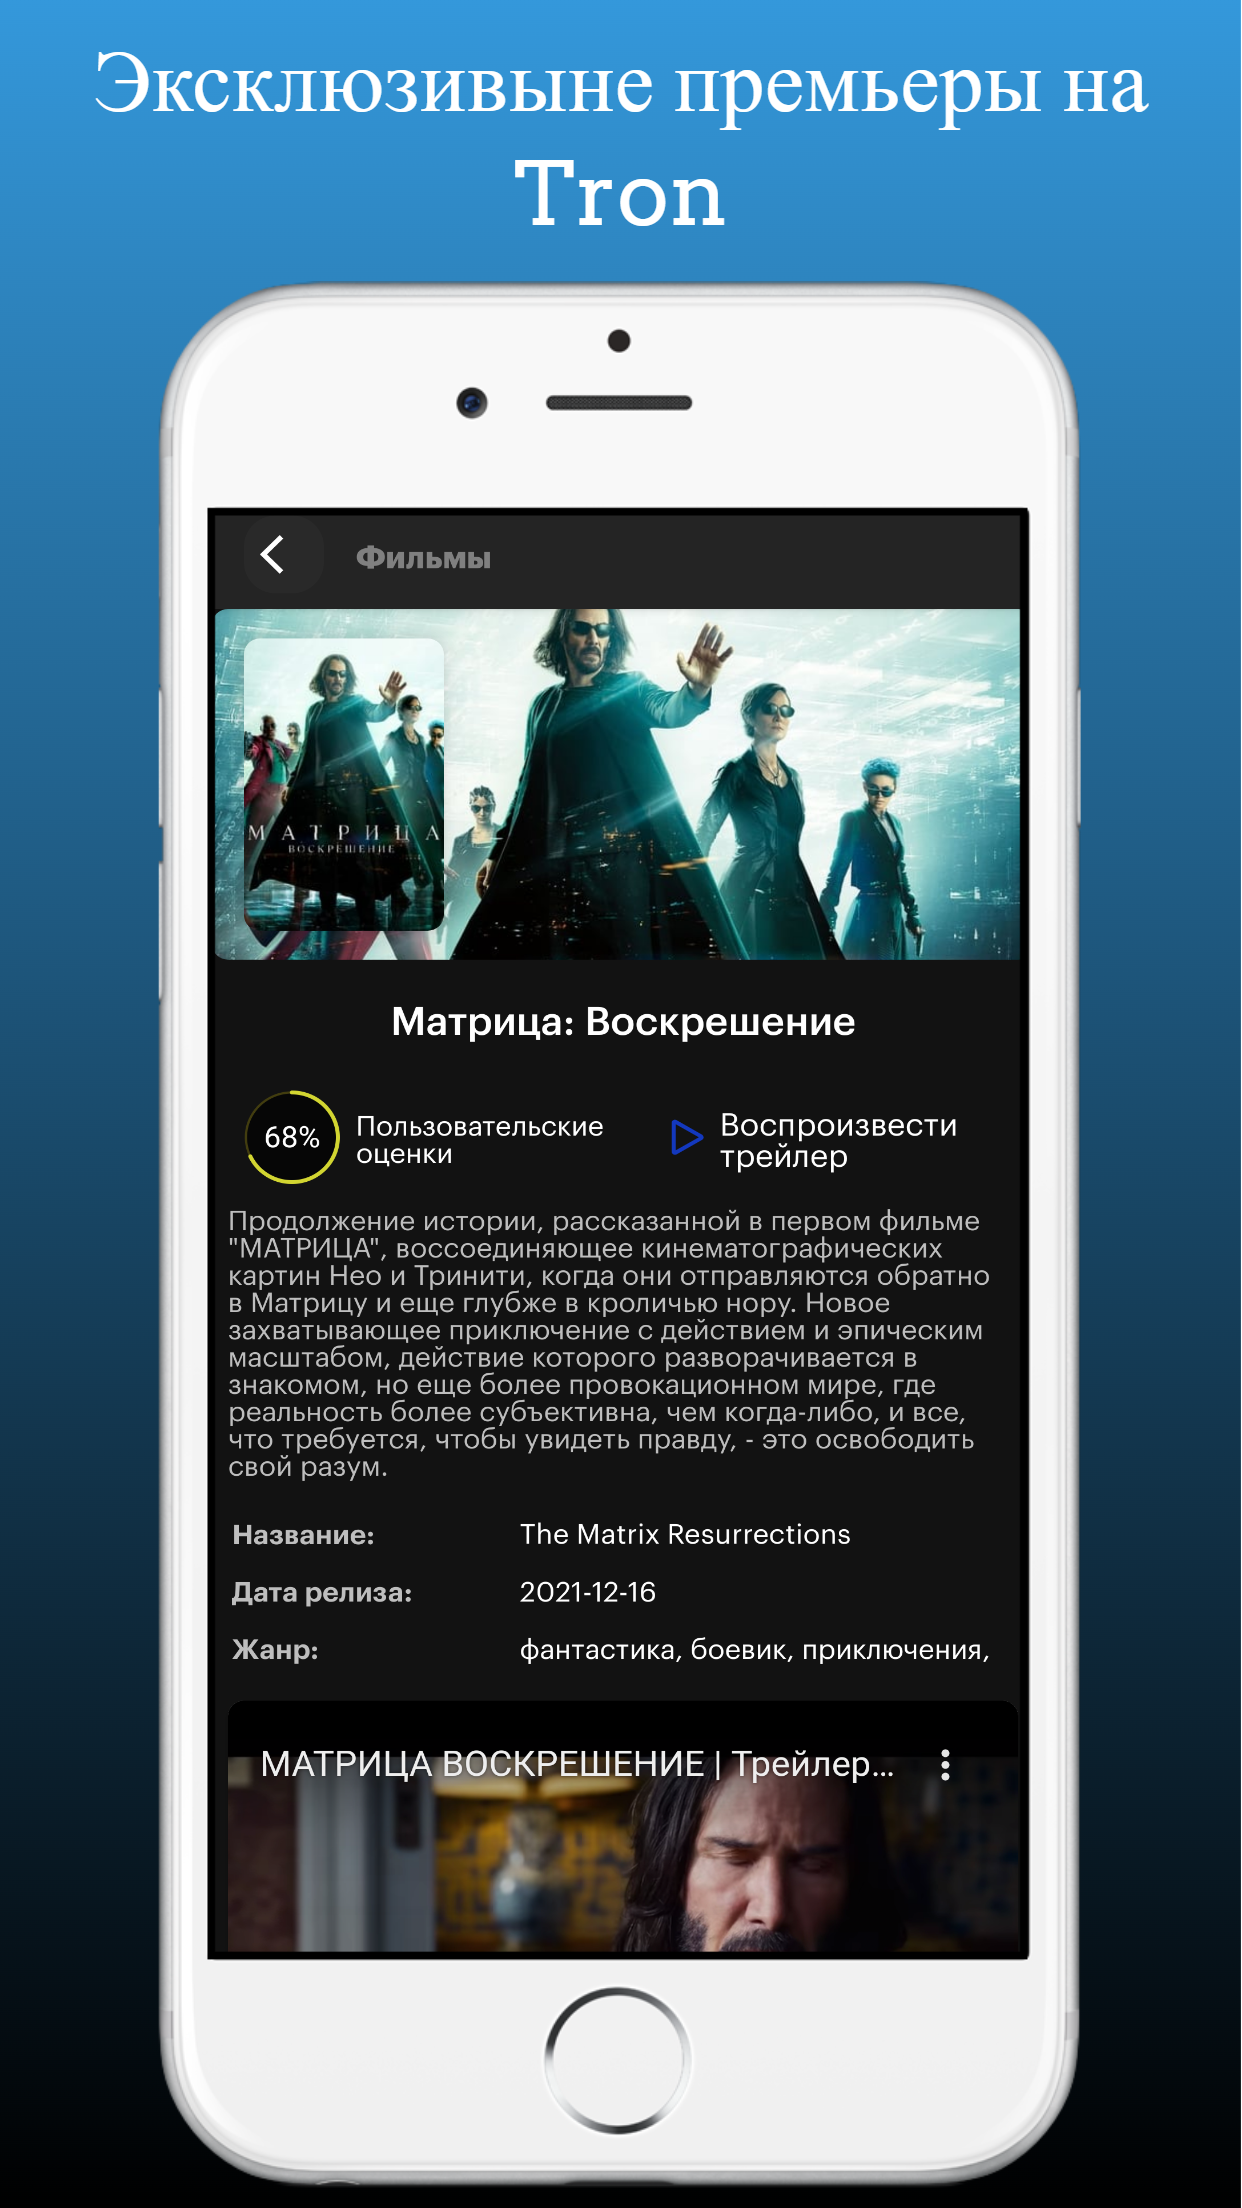 Эксклюзивыне премьеры на
Tron
Фильмы
МАТРИЦА
ВОСКРЕШЕНИЕ
Матрица: Воскрешение
68%
Пользовательские
оценки
Воспроизвести
трейлер
Продолжение истории, рассказанной в первом фильме
"МАТРИЦА", воссоединяющее кинематографических
картин Нео и Тринити, когда они отправляются обратно
в Матрицу и еще глубже в кроличью нору. Новое
захватывающее приключение с действием и эпическим
масштабом, действие которого разворачивается в
знакомом, но еще более провокационном мире, где
реальность более субъективна, чем когда-либо, и все,
что требуется, чтобы увидеть правду, - это освободить
свой разум.
Название: The Matrix Resurrections
Дата релиза: 2021-12-16
Жанр: фантастика, боевик, приключения,
МАТРИЦА ВОСКРЕШЕНИЕ | Трейлер...